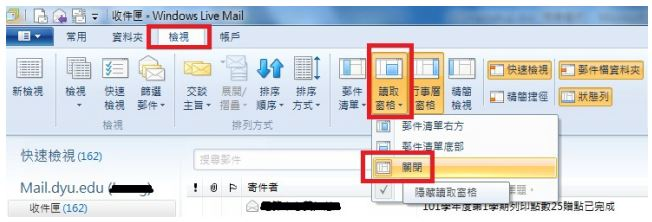 收件匣 - Windows Live Mail
常用 資料夾 檢視 帳戶
新檢視 檢視 快速檢視 篩選郵件 交談主旨 展開/摺疊 排序順序 排序方式 郵件清單 讀取窗格 行事曆窗格 精簡檢視 快速檢視 郵件檔資料夾
精簡捷徑 狀態列
檢視 排列方式
郵件清單右方
郵件清單底部
關閉
隱藏讀取窗格
快速檢視 (162)
搜尋郵件
Mail.dyu.edu (
寄件者
收件匣 (162)
101學年度第1學期列印點數25贈點已完成